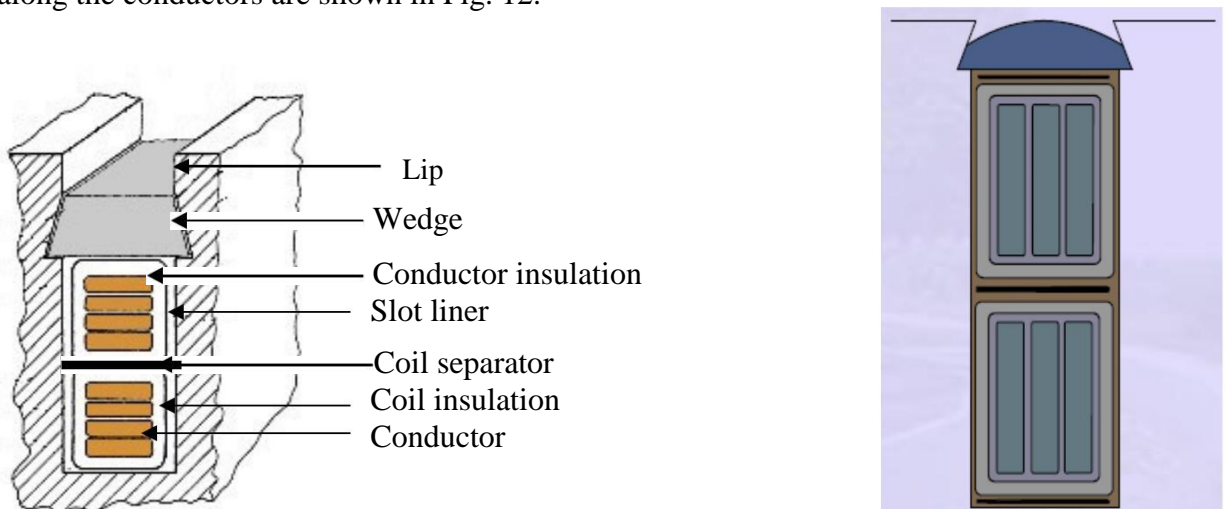 along the conductors are shown in Fig. 12.
Lip
Wedge
Conductor insulation
Slot liner
Coil separator
Coil insulation
Conductor